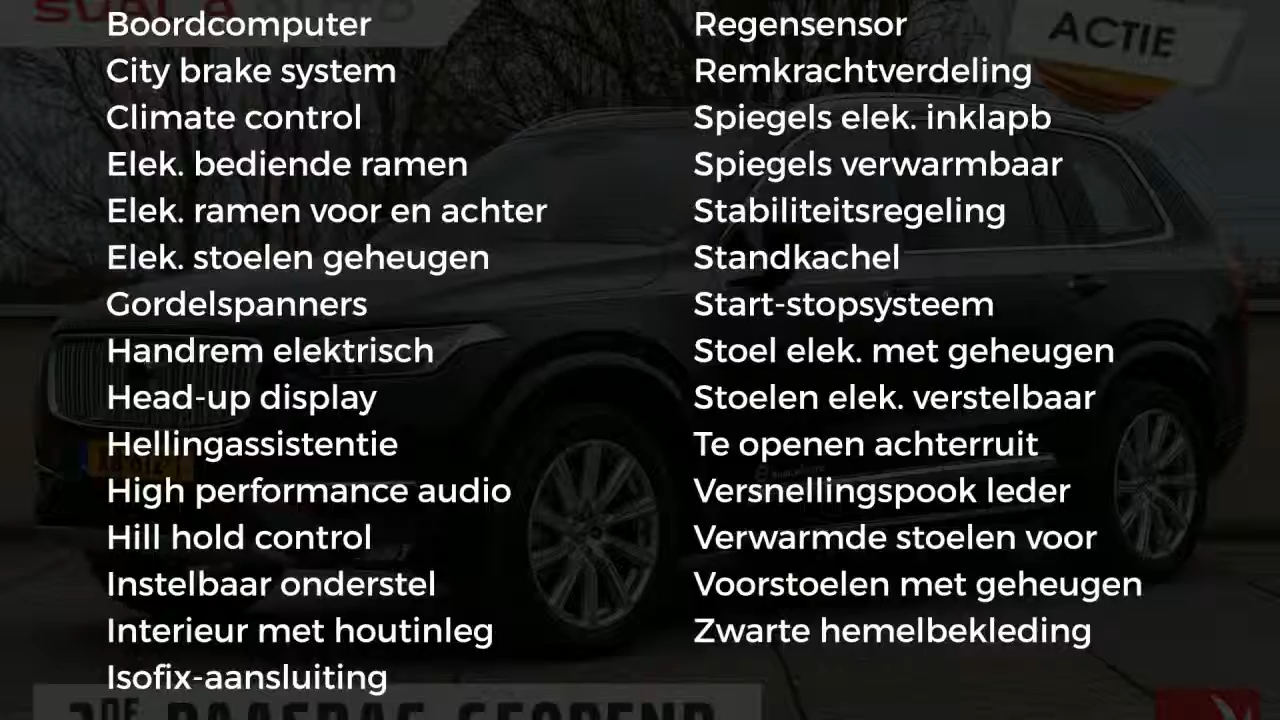 Boordcomputer
City brake system
Climate control
Elek. bediende ramen
Elek. ramen voor en achter
Elek. stoelen geheugen
Gordelspanners
Handrem elektrisch
Head-up display
Hellingassistentie
High performance audio
Hill hold control
Instelbaar onderstel
Interieur met houtinleg
Isofix-aansluiting
Regensensor
Remkrachtverdeling
Spiegels elek. inklapb
Spiegels verwarmbaar
Stabiliteitsregeling
Standkachel
Start-stopsysteem
Stoel elek. met geheugen
Stoelen elek. verstelbaar
Te openen achterruit
Versnellingspook leder
Verwarmde stoelen voor
Voorstoelen met geheugen
Zwarte hemelbekleding
ACTIE
2DE PAASDAG GEOPEND